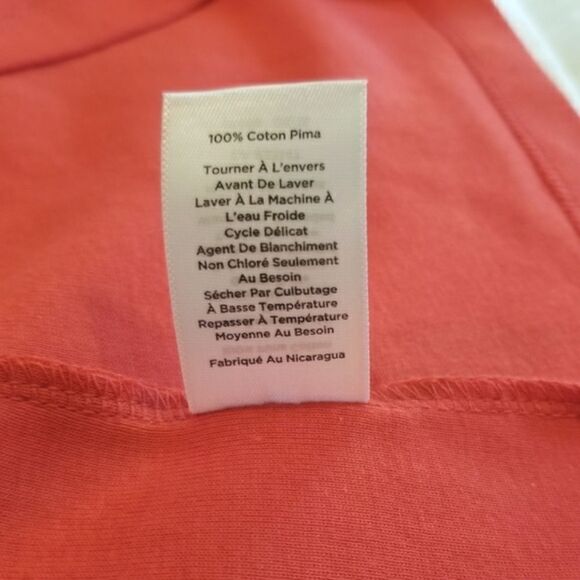 100% Coton Pima
Tourner À L'envers
Avant De Laver
Laver À La Machine À
L'eau Froide
Cycle Délicat
Agent De Blanchiment
Non Chloré Seulement
Au Besoin
Sécher Par Culbutage
À Basse Température
Repasser À Température
Moyenne Au Besoin
Fabriqué Au Nicaragua